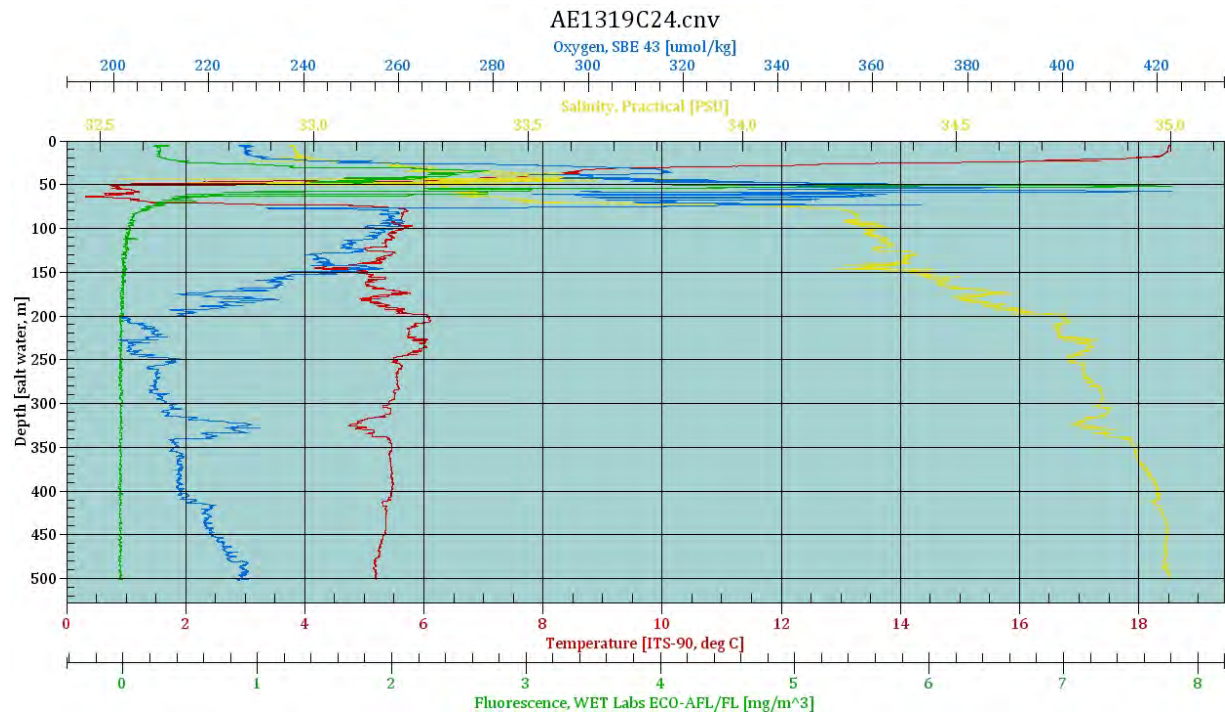 AE1319C24.cnv
Oxygen, SBE 43 [umol/kg]
200 220 240 260 280 300 320 340 360 380 400 420
Salinity, Practical [PSU]
32.5 33.0 33.5 34.0 34.5 35.0
Depth [salt water, m]
0
50
100
150
200
250
300
350
400
450
500
0 2 4 6 8 10 12 14 16 18
Temperature [ITS-90, deg C]
0 1 2 3 4 5 6 7 8
Fluorescence, WET Labs ECO-AFL/FL [mg/m^3]